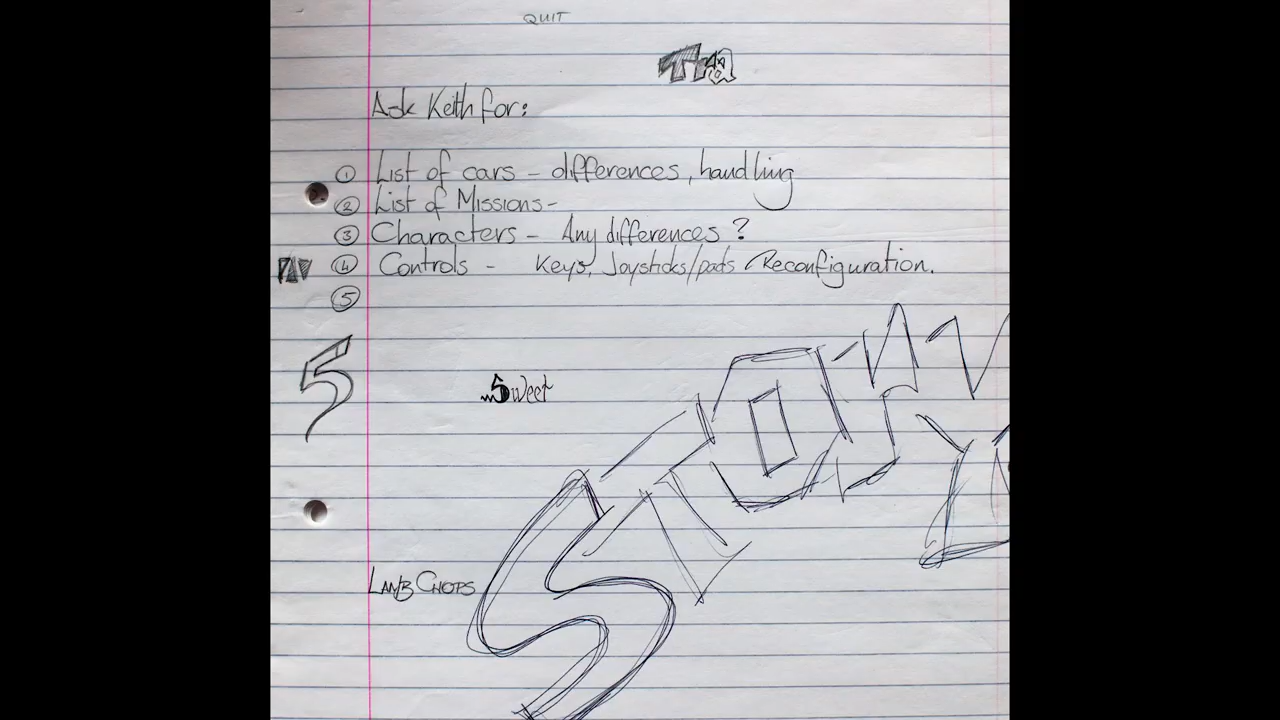 QUIT
Ask Keith for:
① List of cars - differences, handling
② List of Missions -
③ Characters - Any differences ?
④ Controls - Keys, Joysticks/pads Reconfiguration.
⑤
5
Sweet
STORY
LAMB CHOPS